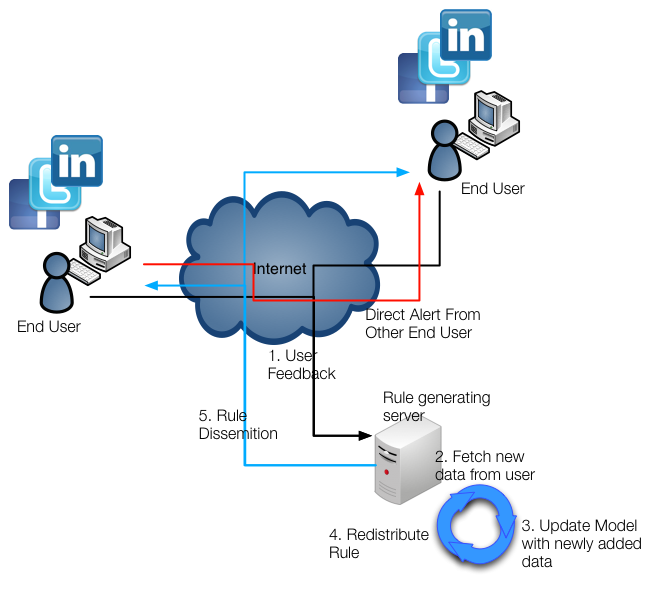 in
End User
in
End User
Internet
Direct Alert From
Other End User
1. User
Feedback
Rule generating
server
5. Rule
Dissemition
2. Fetch new
data from user
4. Redistribute
Rule
3. Update Model
with newly added
data